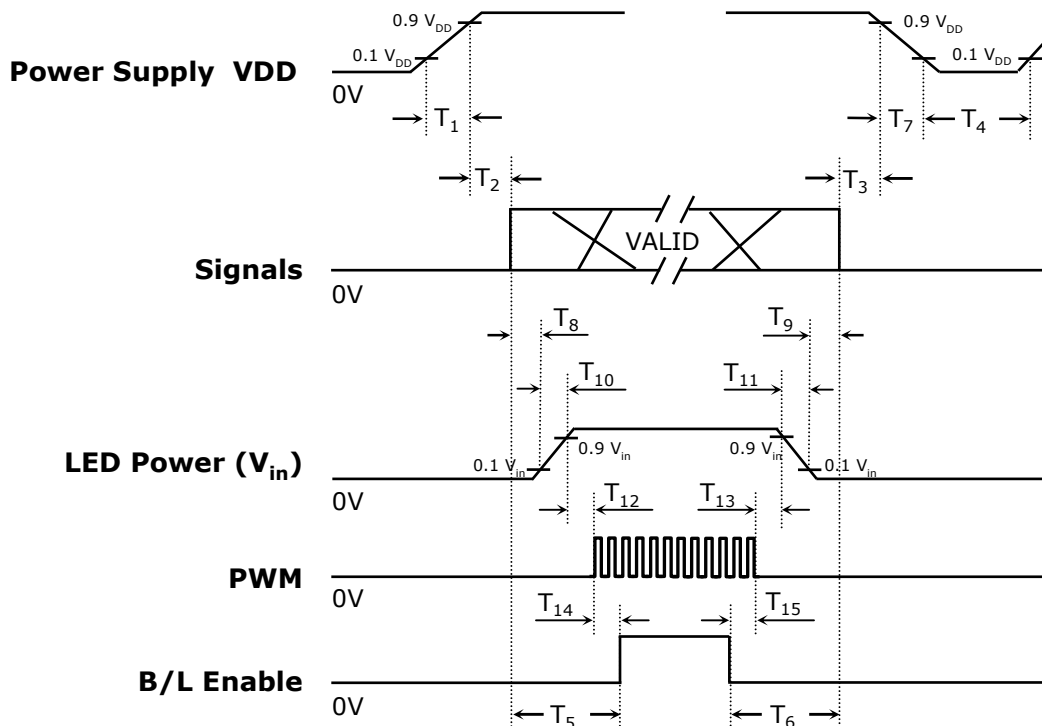 0.9 V_DD
0.9 V_DD
0.1 V_DD
0.1 V_DD
Power Supply VDD
0V
T_1
T_7
T_4
T_2
T_3
VALID
Signals
0V
T_8
T_9
T_10
T_11
0.9 V_in
0.9 V_in
LED Power (V_in)
0.1 V_in
0.1 V_in
0V
T_12
T_13
PWM
0V
T_14
T_15
B/L Enable
0V
T_5
T_6